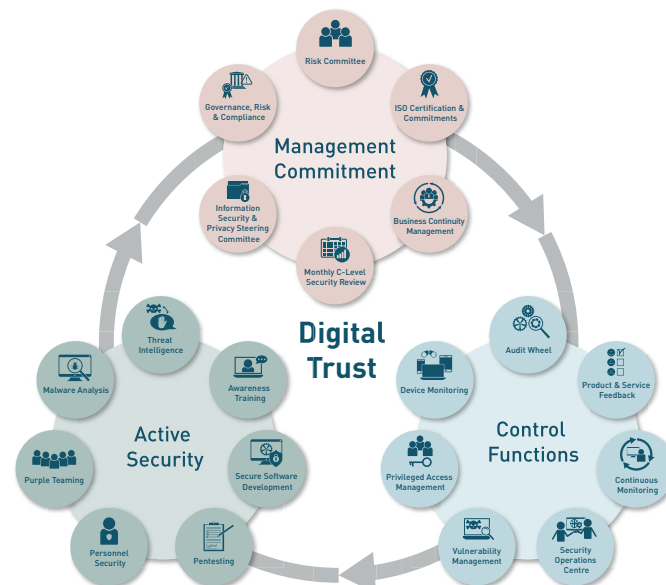 Risk Committee
Governance, Risk
& Compliance
ISO Certification &
Commitments
Management
Commitment
Information
Security &
Privacy Steering
Committee
Business Continuity
Management
Monthly C-Level
Security Review
Digital
Trust
Threat
Intelligence
Malware Analysis
Awareness
Training
Active
Security
Purple Teaming
Secure Software
Development
Personnel
Security
Pentesting
Audit Wheel
Device Monitoring
Product & Service
Feedback
Control
Functions
Privileged Access
Management
Continuous
Monitoring
Vulnerability
Management
Security
Operations
Centre